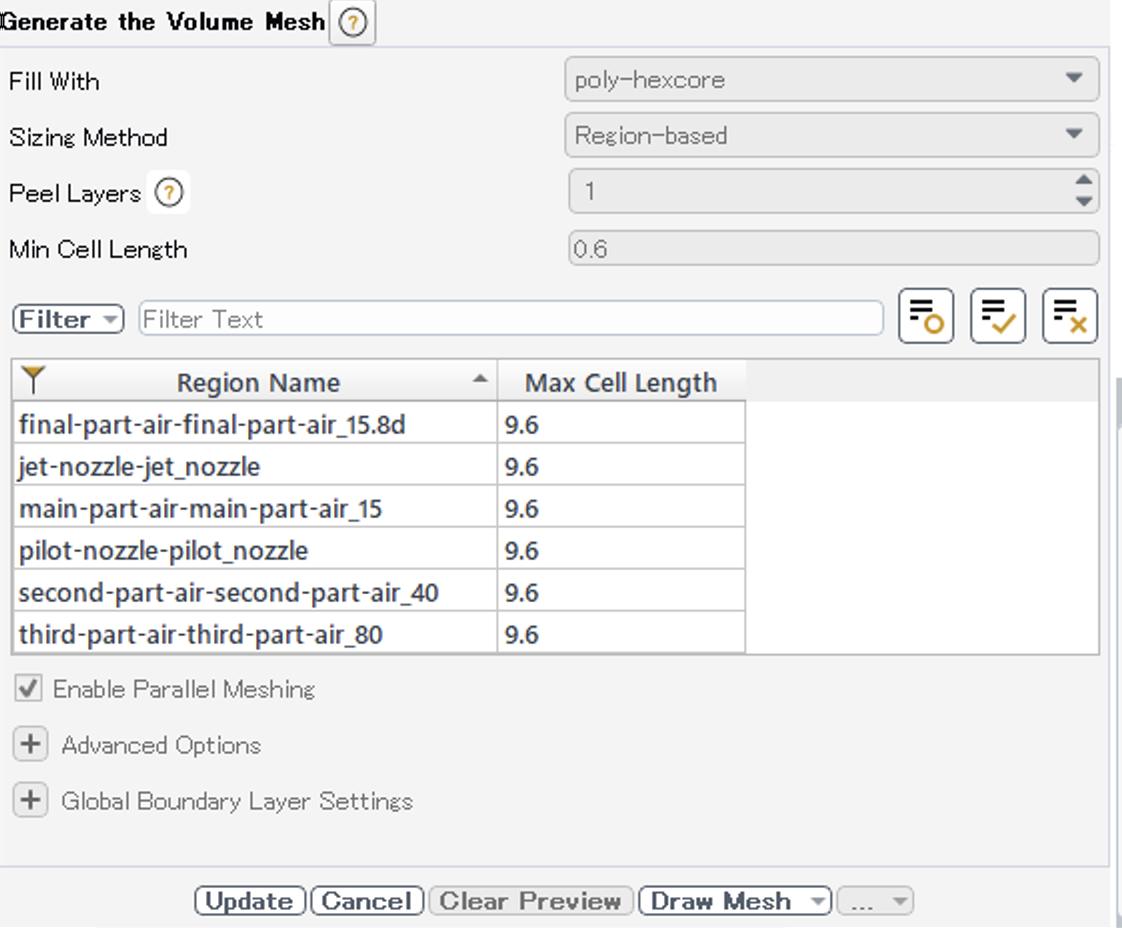 Generate the Volume Mesh ?
Fill With poly-hexcore
Sizing Method Region-based
Peel Layers ? 1
Min Cell Length 0.6
Filter Filter Text
Region Name Max Cell Length
final-part-air-final-part-air_15.8d 9.6
jet-nozzle-jet_nozzle 9.6
main-part-air-main-part-air_15 9.6
pilot-nozzle-pilot_nozzle 9.6
second-part-air-second-part-air_40 9.6
third-part-air-third-part-air_80 9.6
Enable Parallel Meshing
Advanced Options
Global Boundary Layer Settings
Update Cancel Clear Preview Draw Mesh ...